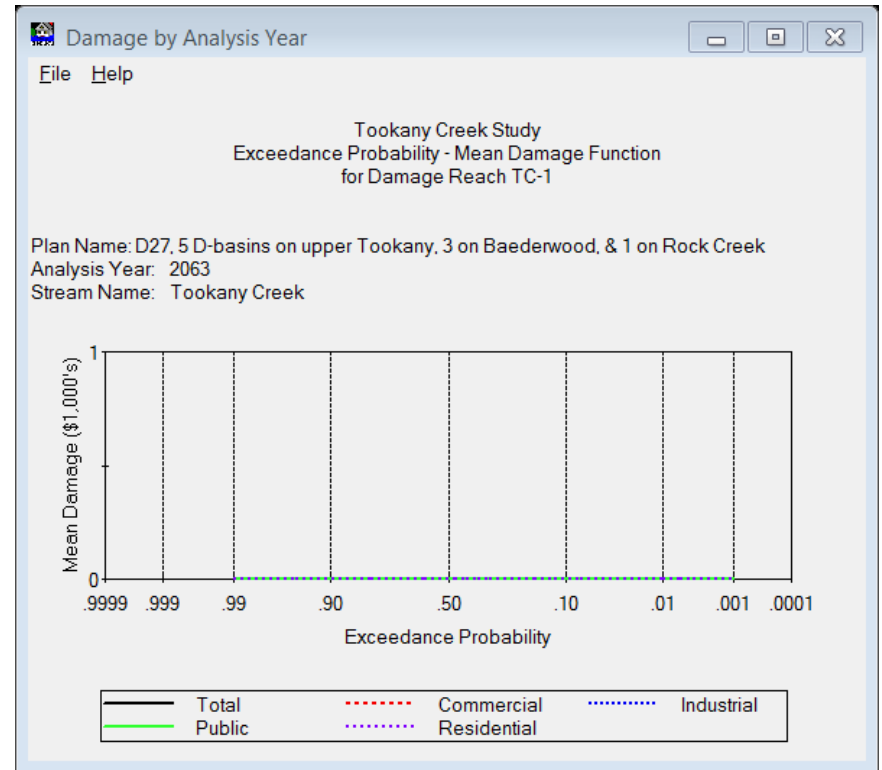 Damage by Analysis Year
File Help
Tookany Creek Study
Exceedance Probability - Mean Damage Function
for Damage Reach TC-1
Plan Name: D27, 5 D-basins on upper Tookany, 3 on Baederwood, & 1 on Rock Creek
Analysis Year: 2063
Stream Name: Tookany Creek
Mean Damage ($1,000's)
1
0
.9999 .999 .99 .90 .50 .10 .01 .001 .0001
Exceedance Probability
Total Commercial Industrial
Public Residential